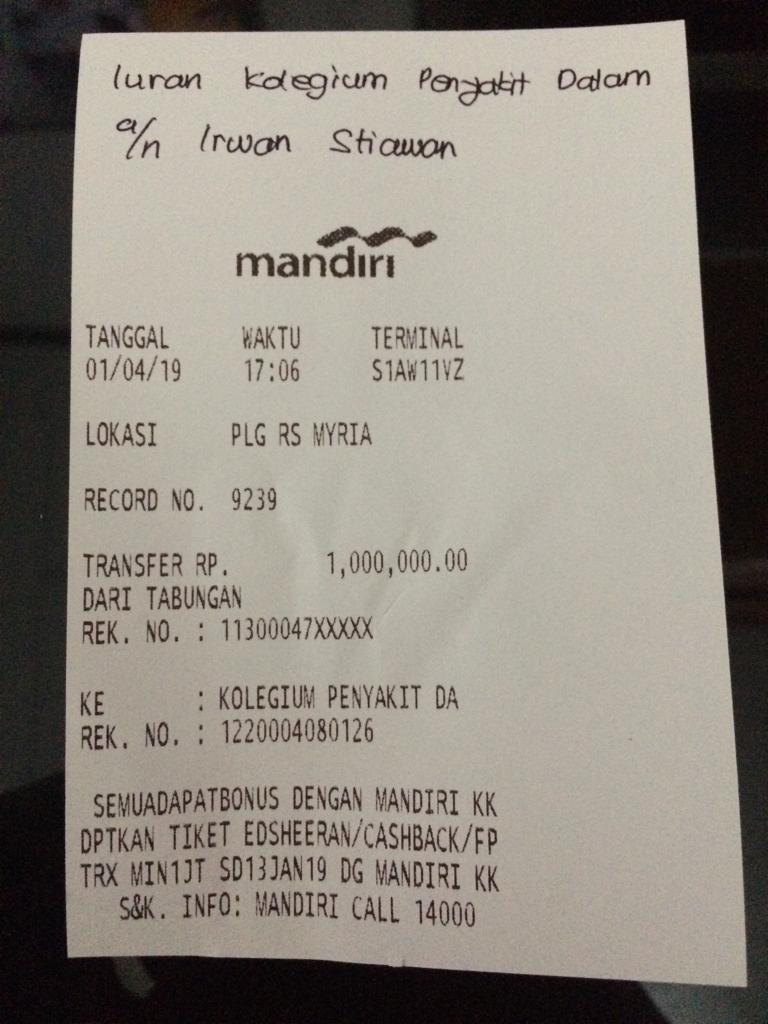 Iuran Kolegium Penyakit Dalam
a/n Irwan Stiawan
mandiri
TANGGAL WAKTU TERMINAL
01/04/19 17:06 S1AW11VZ
LOKASI PLG RS MYRIA
RECORD NO. 9239
TRANSFER RP. 1,000,000.00
DARI TABUNGAN
REK. NO. : 11300047XXXXX
KE : KOLEGIUM PENYAKIT DA
REK. NO. : 1220004080126
SEMUADAPATBONUS DENGAN MANDIRI KK
DPTKAN TIKET EDSHEERAN/CASHBACK/FP
TRX MIN1JT SD13JAN19 DG MANDIRI KK
S&K. INFO: MANDIRI CALL 14000